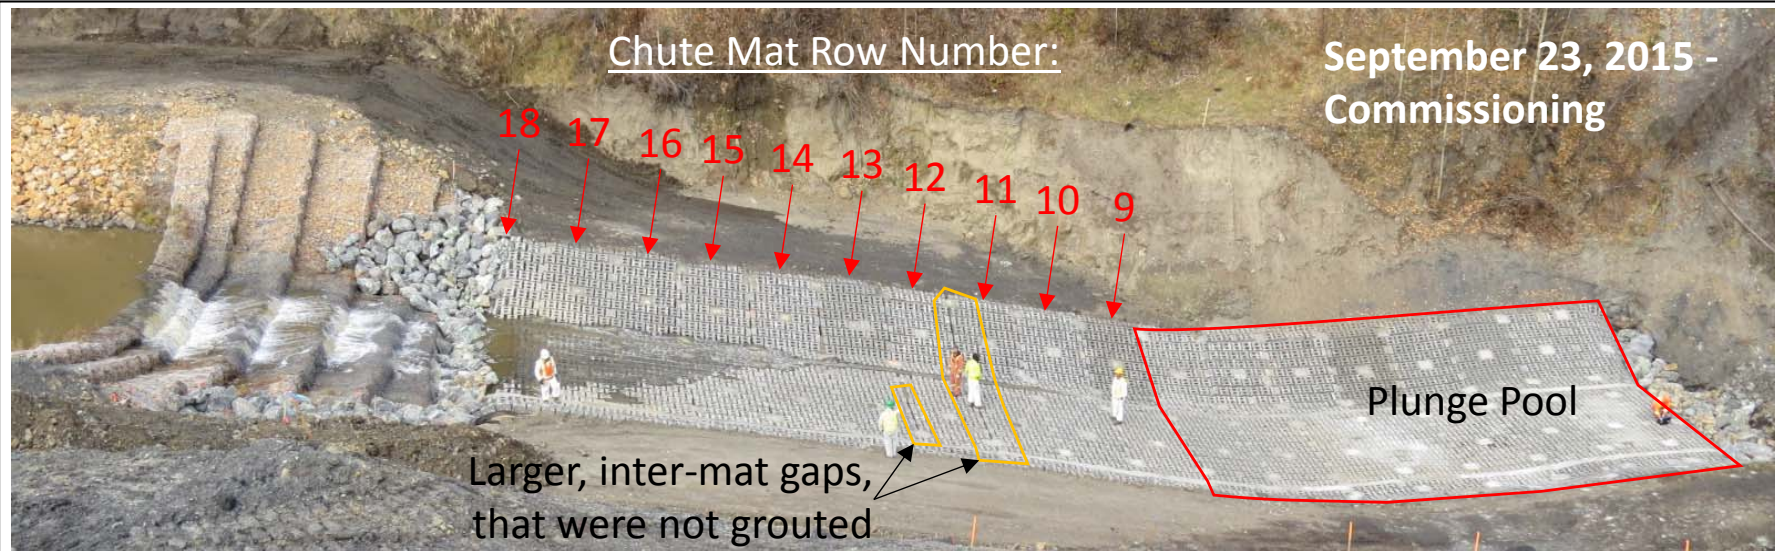 Chute Mat Row Number:
September 23, 2015 -
Commissioning
18
17
16
15
14
13
12
11
10
9
Plunge Pool
Larger, inter-mat gaps,
that were not grouted